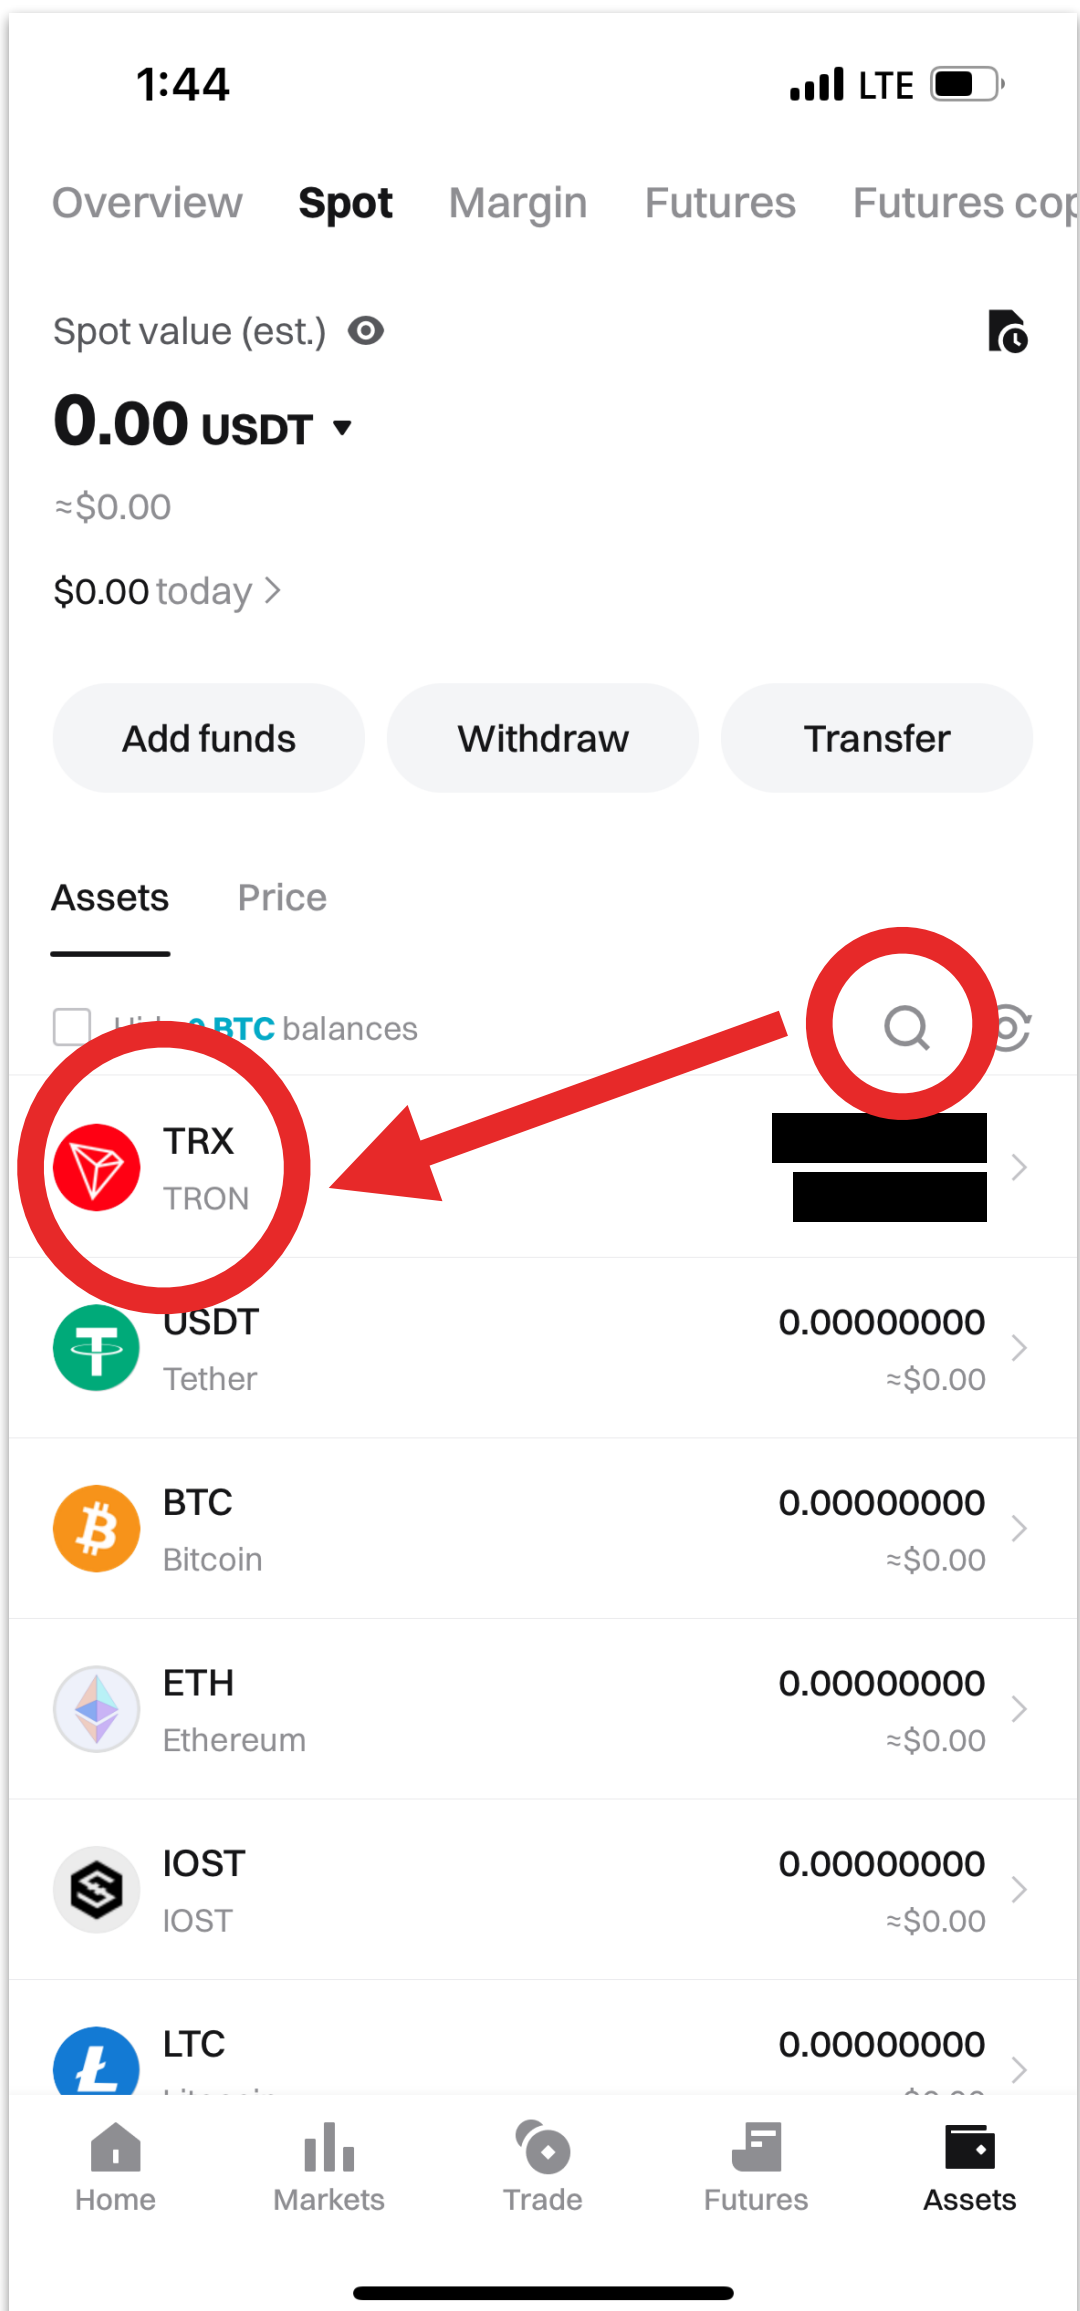 1:44 LTE
Overview Spot Margin Futures Futures cop
Spot value (est.)
0.00 USDT
≈$0.00
$0.00 today
Add funds Withdraw Transfer
Assets Price
BTC balances
TRX
TRON
USDT 0.00000000
Tether ≈$0.00
BTC 0.00000000
Bitcoin ≈$0.00
ETH 0.00000000
Ethereum ≈$0.00
IOST 0.00000000
IOST ≈$0.00
LTC 0.00000000
Home Markets Trade Futures Assets